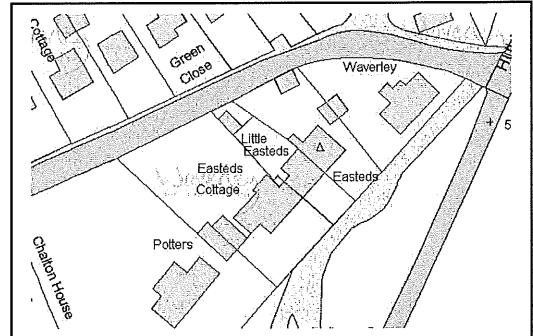 Cottage
Green
Close
Waverley
+ 5
Little
Easteds
Δ
Easteds
Cottage
Easteds
Potters
Chalton House